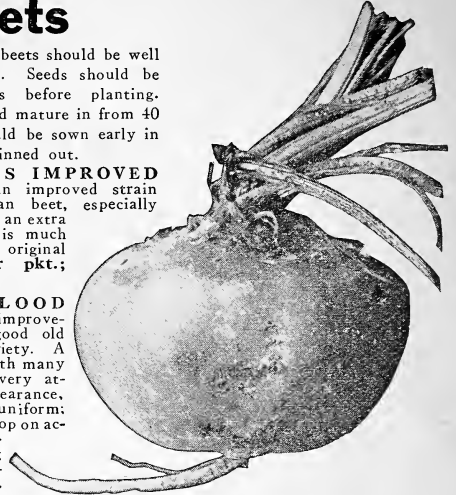 ets
beets should be well
. Seeds should be
s before planting.
d mature in from 40
ld be sown early in
inned out.
S IMPROVED
n improved strain
an beet, especially
an extra
is much
original
r pkt.;
LOOD
improve-
good old
iety. A
th many
very at-
earance,
uniform;
op on ac-